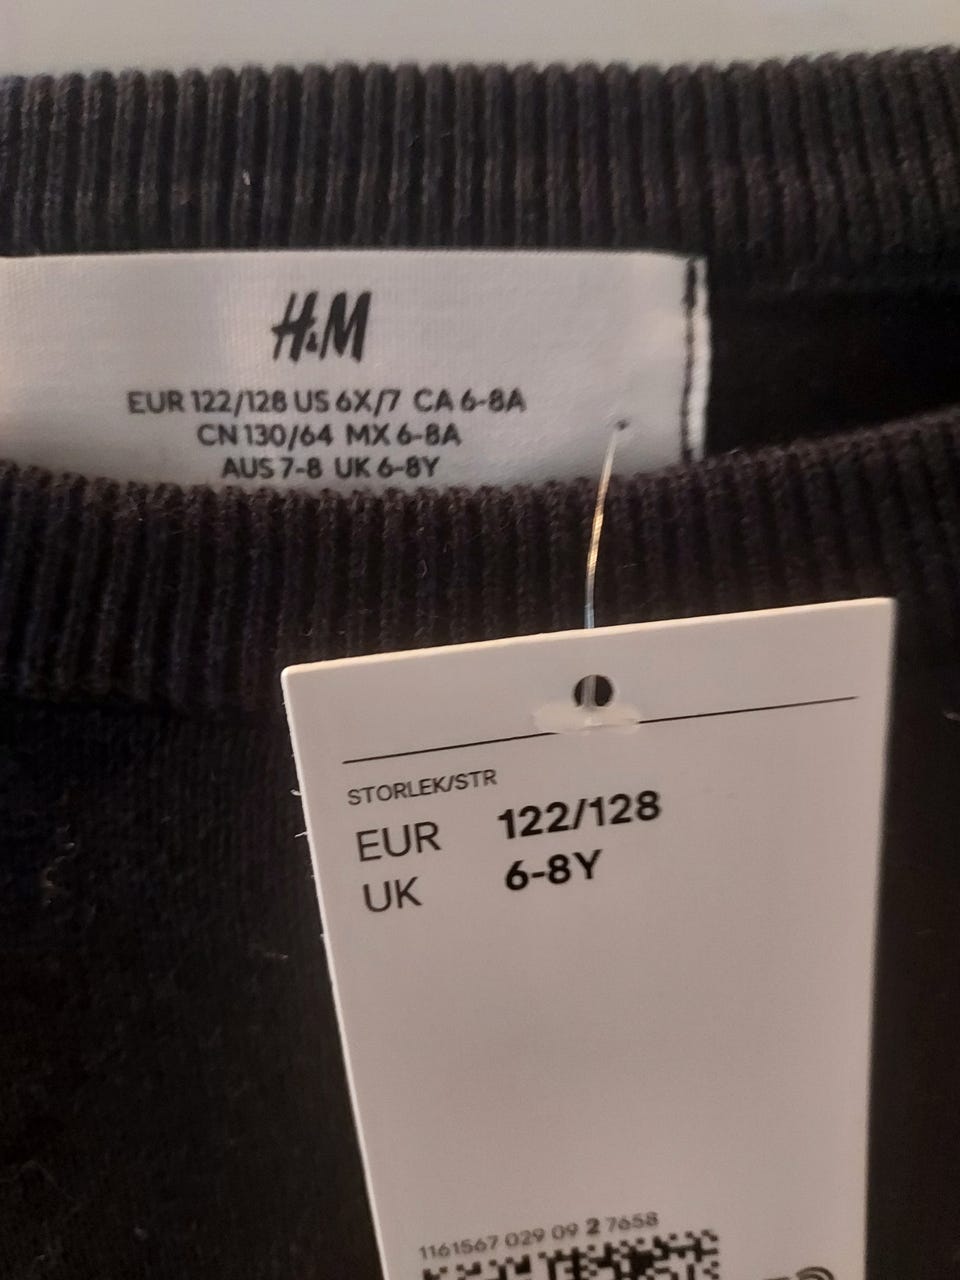 H&M
EUR 122/128 US 6X/7 CA 6-8A
CN 130/64 MX 6-8A
AUS 7-8 UK 6-8Y
STORLEK/STR
EUR 122/128
UK 6-8Y
1161567 029 09 2 7658